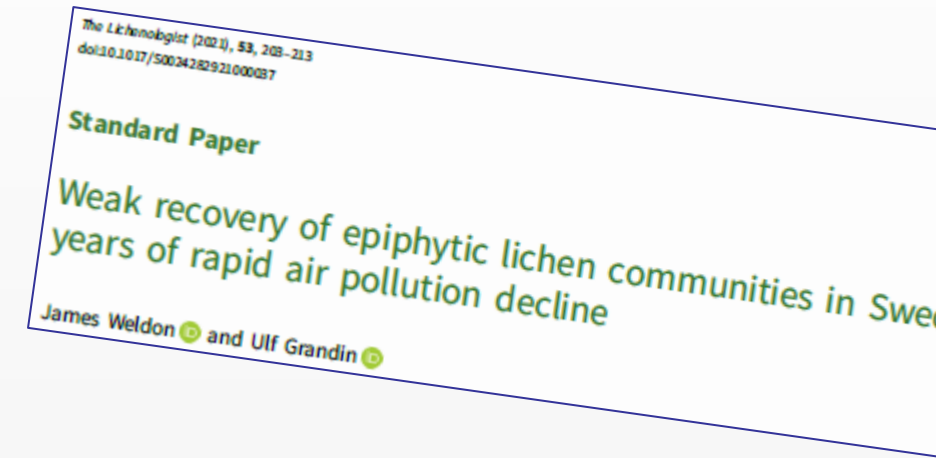 The Lichenologist (2021), 53, 203–213
doi:10.1017/S0024282921000037
Standard Paper
Weak recovery of epiphytic lichen communities in Swe
years of rapid air pollution decline
James Weldon and Ulf Grandin